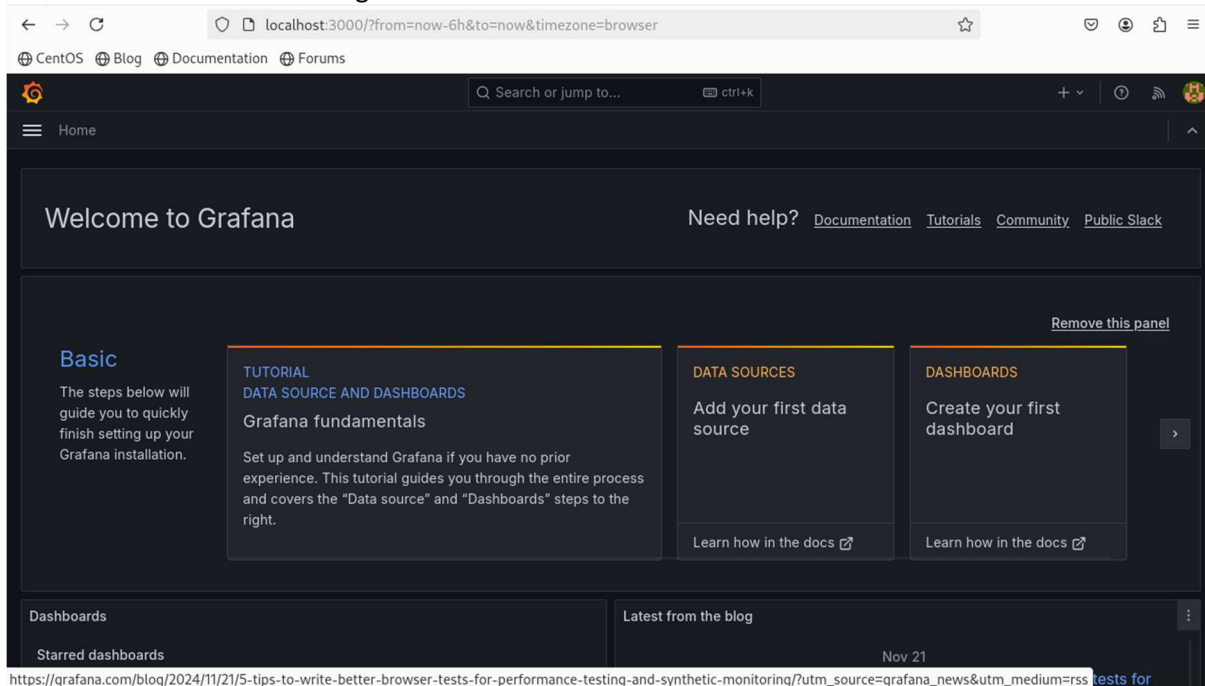 localhost:3000/?from=now-6h&to=now&timezone=browser
CentOS Blog Documentation Forums
Search or jump to... ctrl+k
Home
Welcome to Grafana
Need help? Documentation Tutorials Community Public Slack
Remove this panel
Basic
The steps below will
guide you to quickly
finish setting up your
Grafana installation.
TUTORIAL
DATA SOURCE AND DASHBOARDS
Grafana fundamentals
Set up and understand Grafana if you have no prior
experience. This tutorial guides you through the entire process
and covers the “Data source” and “Dashboards” steps to the
right.
DATA SOURCES
Add your first data
source
Learn how in the docs
DASHBOARDS
Create your first
dashboard
Learn how in the docs
Dashboards
Starred dashboards
Latest from the blog
Nov 21
tests for
https://grafana.com/blog/2024/11/21/5-tips-to-write-better-browser-tests-for-performance-testing-and-synthetic-monitoring/?utm_source=grafana_news&utm_medium=rss